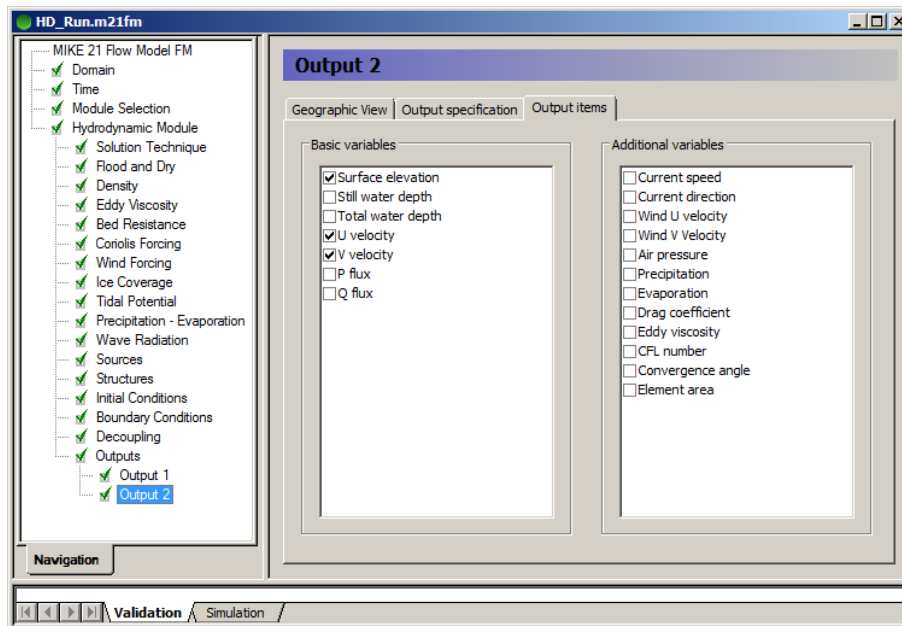 HD_Run.m21fm
MIKE 21 Flow Model FM
Domain
Time
Module Selection
Hydrodynamic Module
Solution Technique
Flood and Dry
Density
Eddy Viscosity
Bed Resistance
Coriolis Forcing
Wind Forcing
Ice Coverage
Tidal Potential
Precipitation - Evaporation
Wave Radiation
Sources
Structures
Initial Conditions
Boundary Conditions
Decoupling
Outputs
Output 1
Output 2
Navigation
Output 2
Geographic View Output specification Output items
Basic variables
Surface elevation
Still water depth
Total water depth
U velocity
V velocity
P flux
Q flux
Additional variables
Current speed
Current direction
Wind U velocity
Wind V Velocity
Air pressure
Precipitation
Evaporation
Drag coefficient
Eddy viscosity
CFL number
Convergence angle
Element area
Validation Simulation